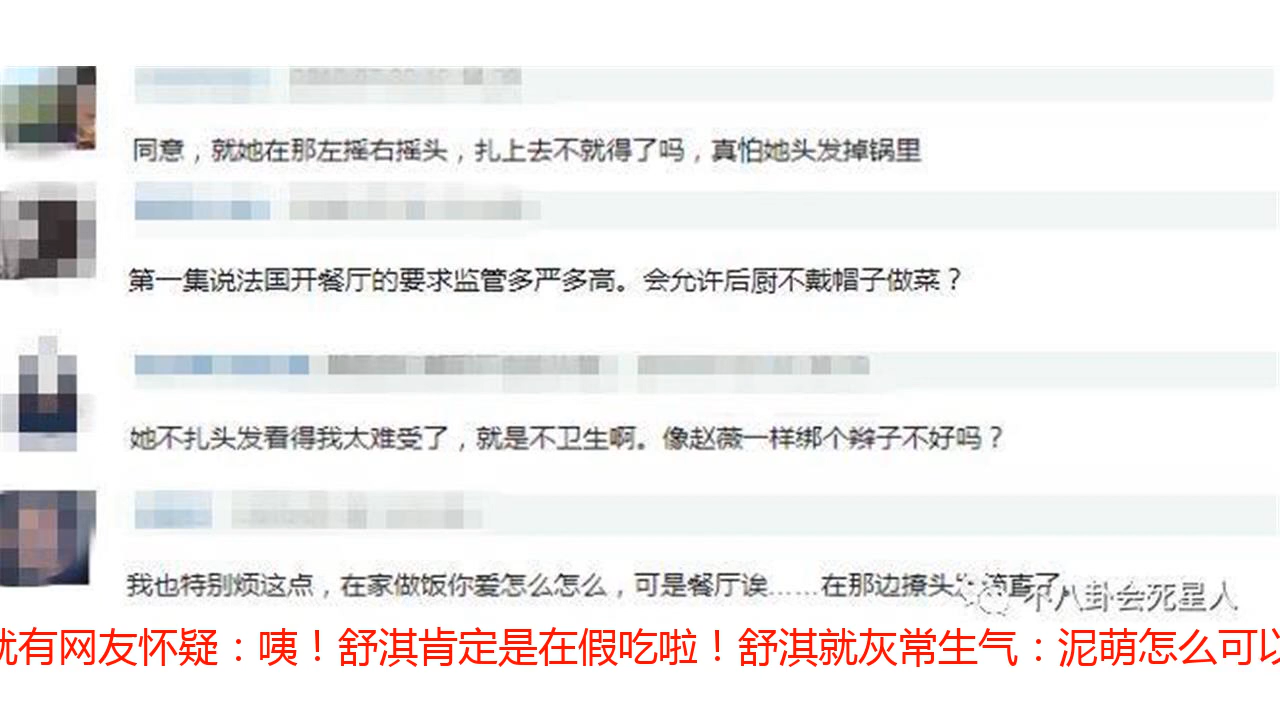 同意，就她在那左摇右摇头，扎上去不就得了吗，真怕她头发掉锅里
第一集说法国开餐厅的要求监管多严多高。会允许后厨不戴帽子做菜？
她不扎头发看得我太难受了，就是不卫生啊。像赵薇一样绑个辫子不好吗？
我也特别烦这点，在家做饭你爱怎么怎么，可是餐厅诶……在那边撩头
不八卦会死星人
就有网友怀疑：咦！舒淇肯定是在假吃啦！舒淇就灰常生气：泥萌怎么可以